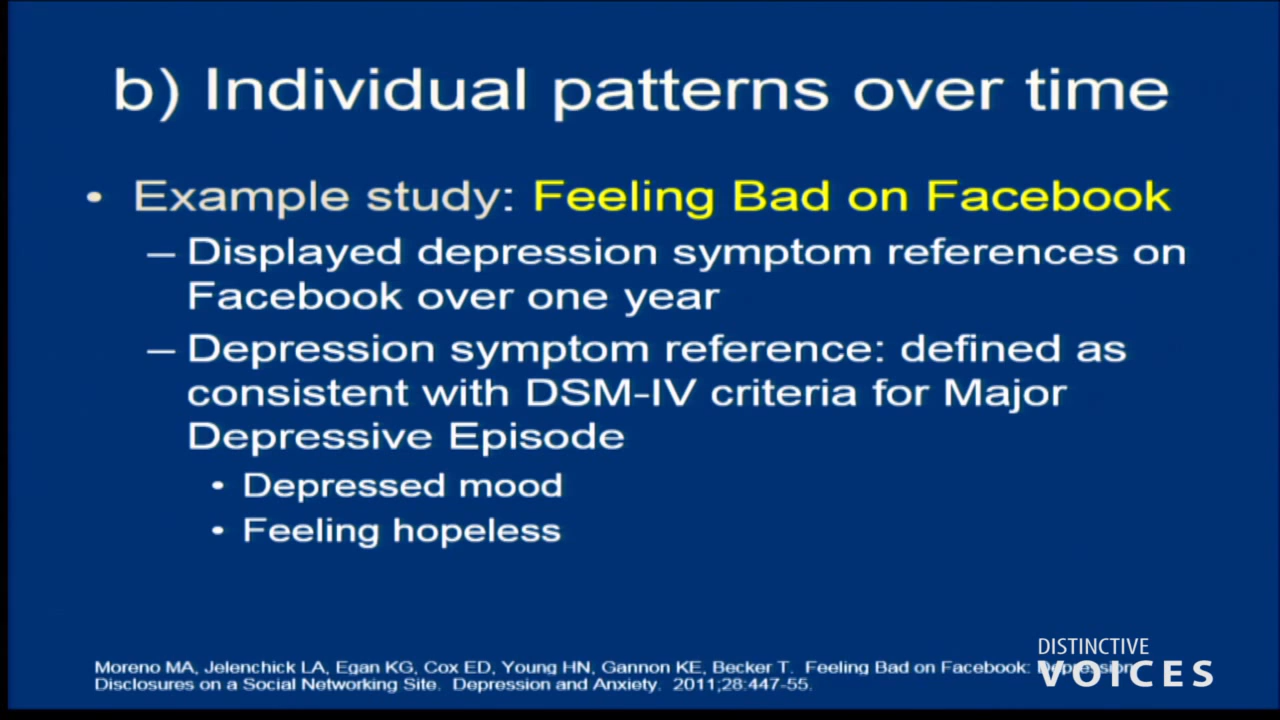 b) Individual patterns over time
• Example study: Feeling Bad on Facebook
– Displayed depression symptom references on
Facebook over one year
– Depression symptom reference: defined as
consistent with DSM-IV criteria for Major
Depressive Episode
• Depressed mood
• Feeling hopeless
Moreno MA, Jelenchick LA, Egan KG, Cox ED, Young HN, Gannon KE, Becker T. Feeling Bad on Facebook: Depression
Disclosures on a Social Networking Site. Depression and Anxiety. 2011;28:447-55.
DISTINCTIVE
VOICES